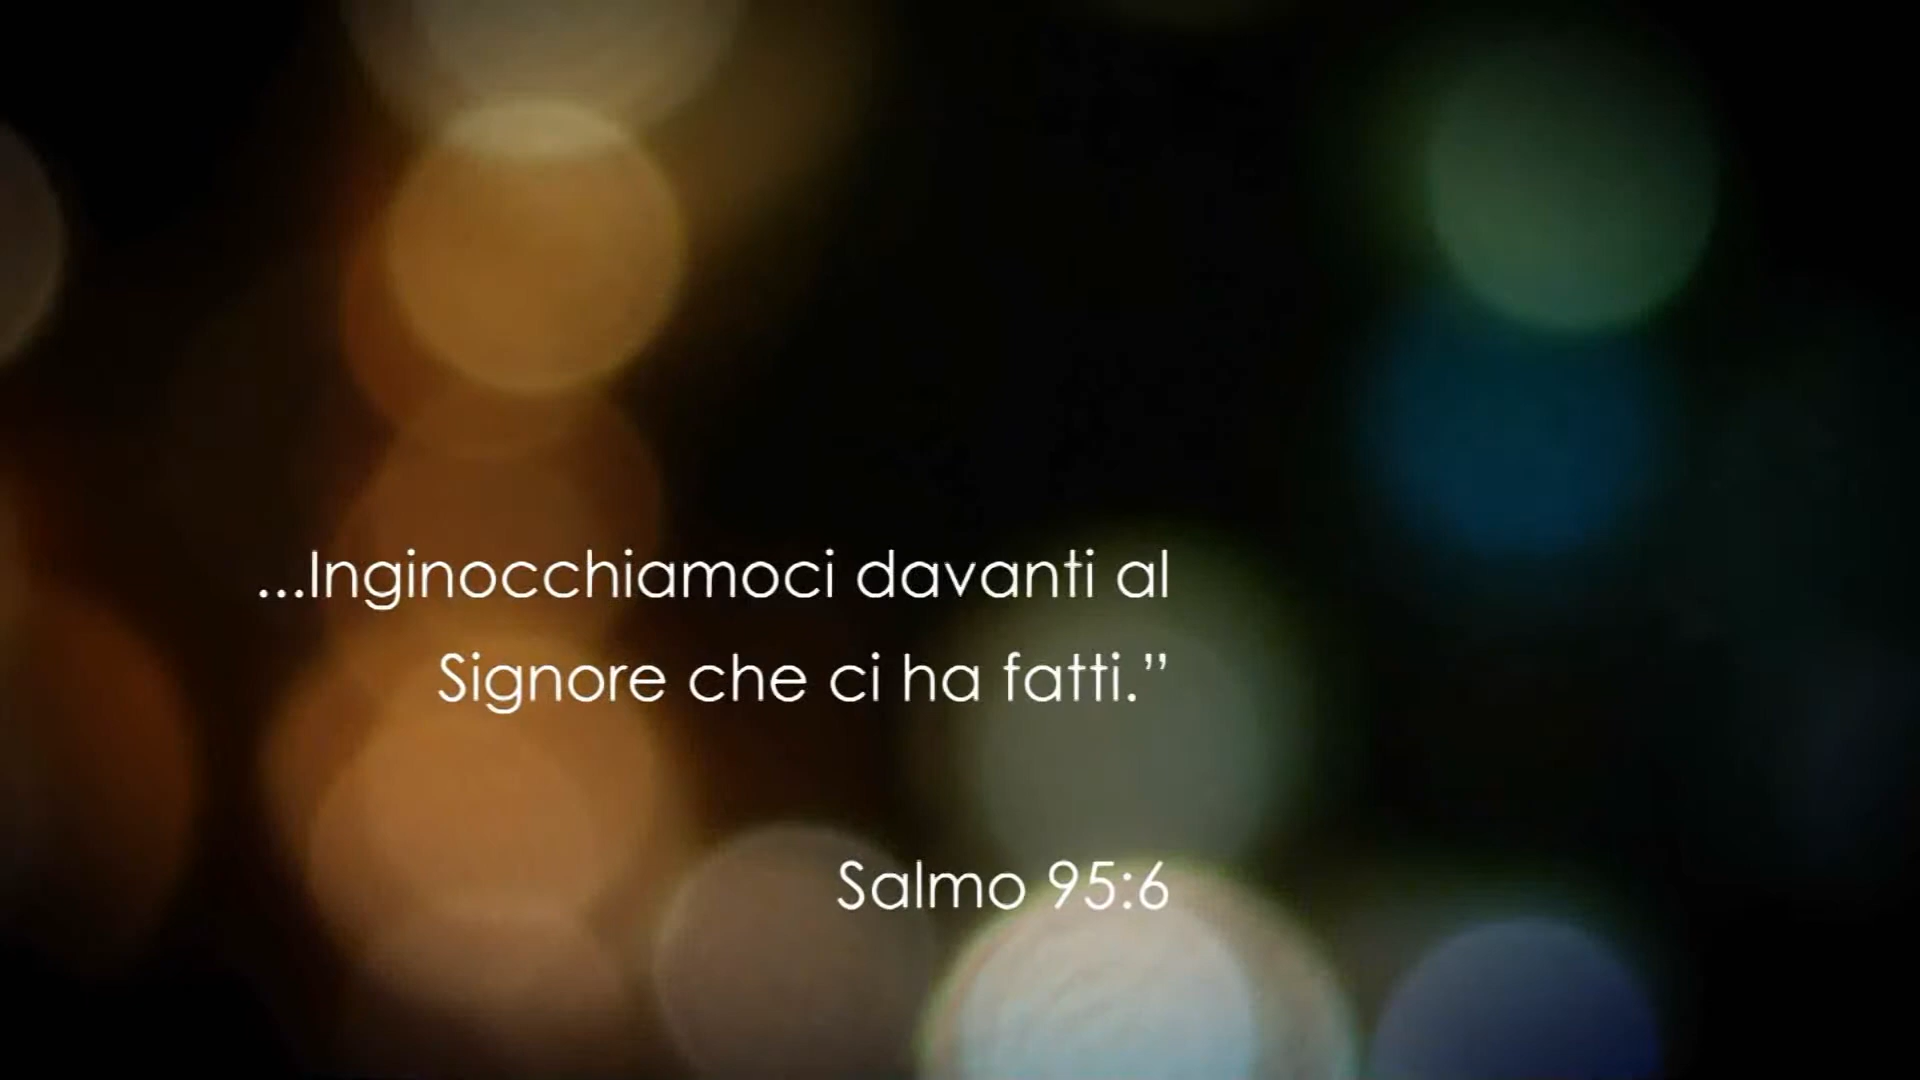 ...Inginocchiamoci davanti al
Signore che ci ha fatti.”
Salmo 95:6